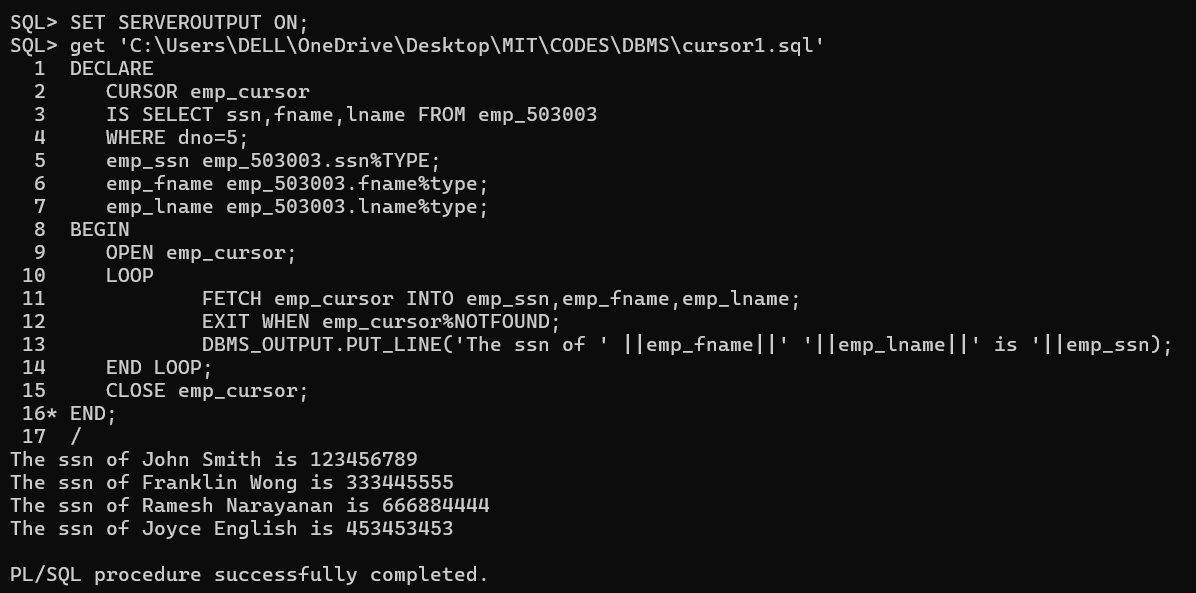 SQL> SET SERVEROUTPUT ON;
SQL> get 'C:\Users\DELL\OneDrive\Desktop\MIT\CODES\DBMS\cursor1.sql'
  1  DECLARE
  2     CURSOR emp_cursor
  3     IS SELECT ssn,fname,lname FROM emp_503003
  4     WHERE dno=5;
  5     emp_ssn emp_503003.ssn%TYPE;
  6     emp_fname emp_503003.fname%type;
  7     emp_lname emp_503003.lname%type;
  8  BEGIN
  9     OPEN emp_cursor;
 10     LOOP
 11             FETCH emp_cursor INTO emp_ssn,emp_fname,emp_lname;
 12             EXIT WHEN emp_cursor%NOTFOUND;
 13             DBMS_OUTPUT.PUT_LINE('The ssn of ' ||emp_fname||' '||emp_lname||' is '||emp_ssn);
 14     END LOOP;
 15     CLOSE emp_cursor;
 16* END;
 17  /
The ssn of John Smith is 123456789
The ssn of Franklin Wong is 333445555
The ssn of Ramesh Narayanan is 666884444
The ssn of Joyce English is 453453453

PL/SQL procedure successfully completed.